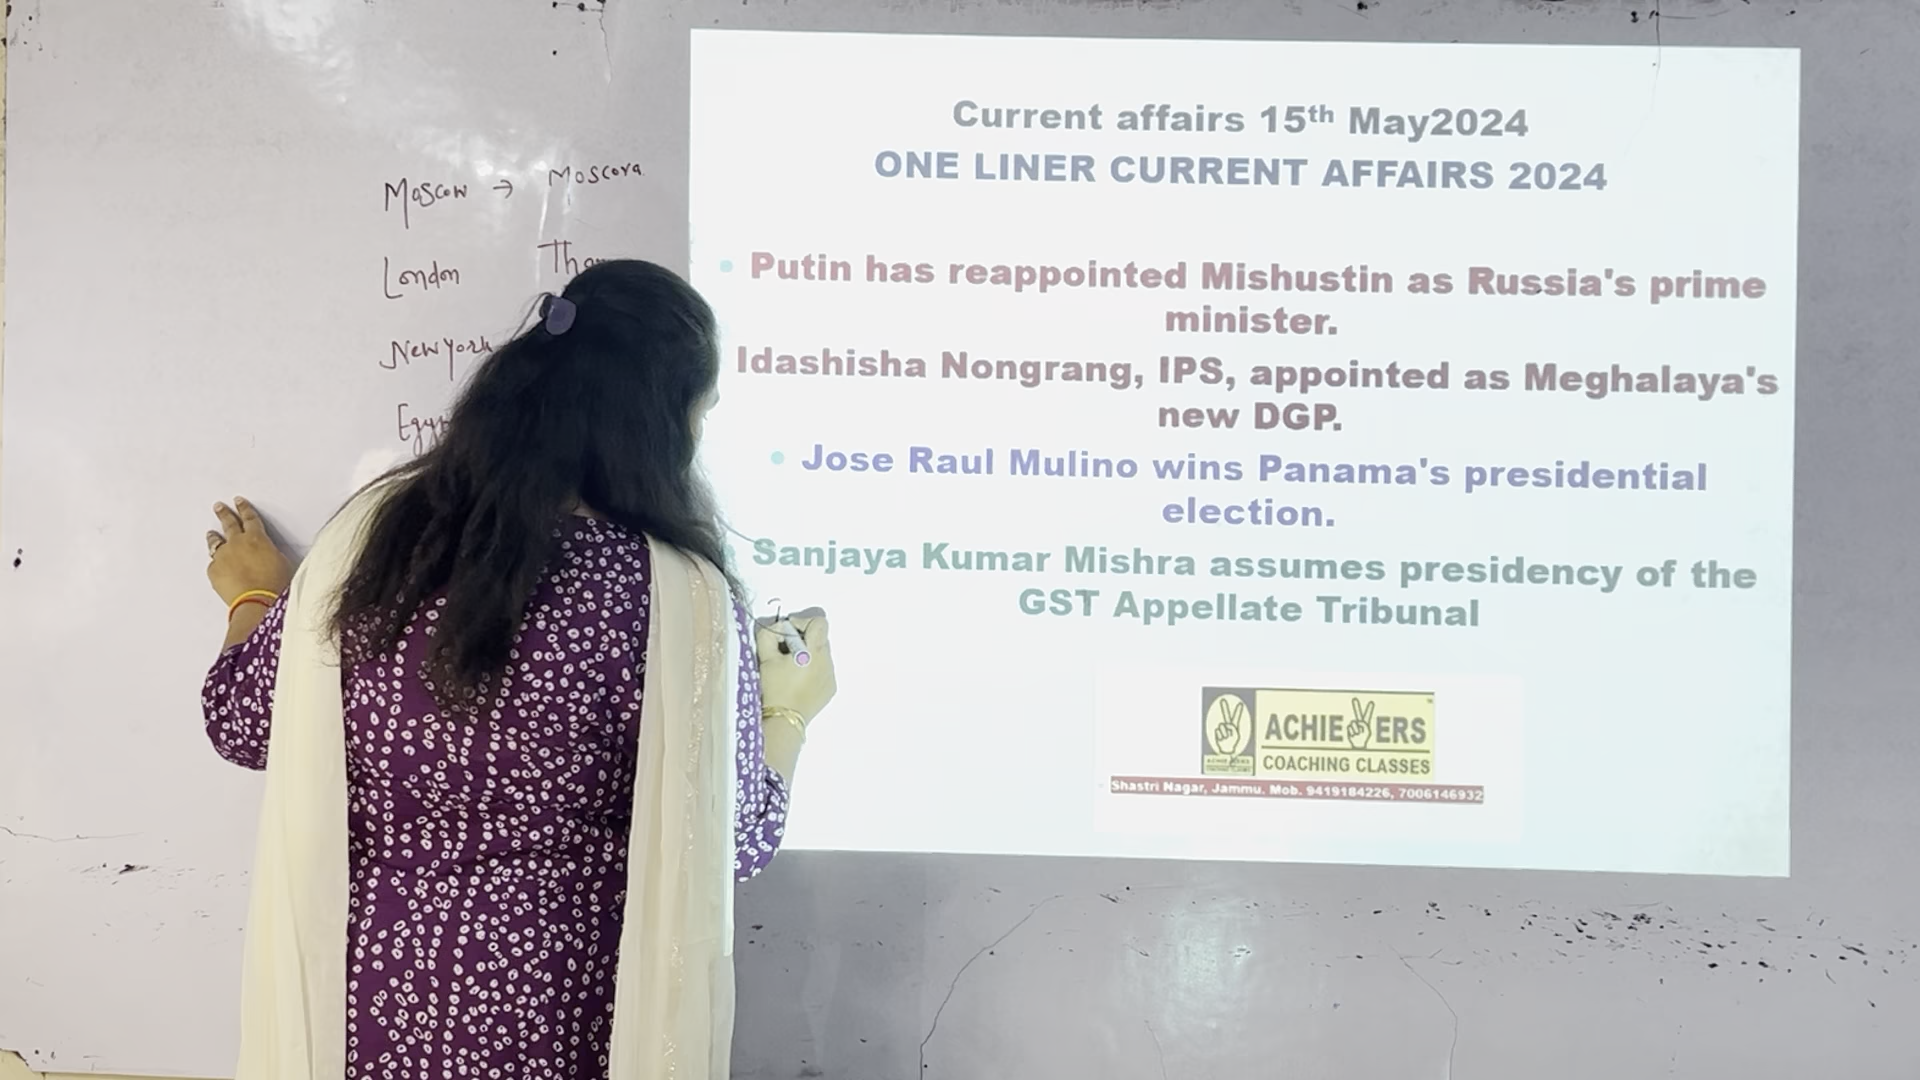 Moscow → Moscova
London
New york
Current affairs 15th May2024
ONE LINER CURRENT AFFAIRS 2024
• Putin has reappointed Mishustin as Russia's prime
minister.
Idashisha Nongrang, IPS, appointed as Meghalaya's
new DGP.
• Jose Raul Mulino wins Panama's presidential
election.
• Sanjaya Kumar Mishra assumes presidency of the
GST Appellate Tribunal
ACHIEVERS
COACHING CLASSES
Shastri Nagar, Jammu. Mob. 9419184226, 7006146932